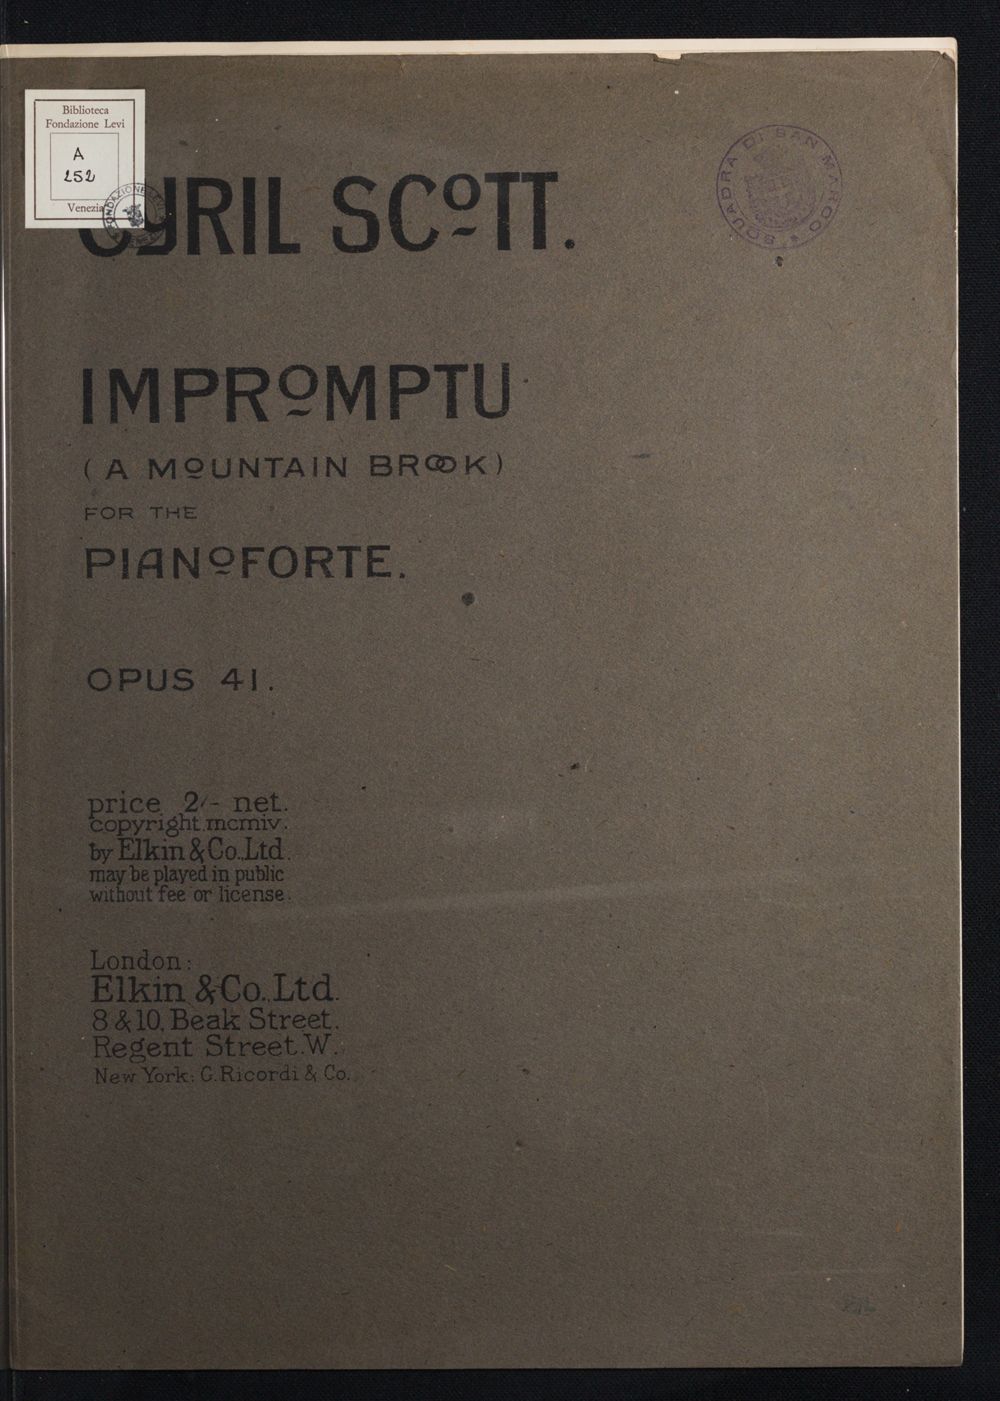 Biblioteca
Fondazione Levi
A
252
Venezia
SQUADRA DI SAN MARCO
CYRIL SCOTT.
IMPROMPTU
(A MOUNTAIN BROOK)
FOR THE
PIANOFORTE.
OPUS 41.
price 2/- net.
copyright.mcmiv.
by Elkin & Co., Ltd.
may be played in public
without fee or license.
London:
Elkin & Co., Ltd.
8 & 10, Beak Street.
Regent Street. W.
New York: G. Ricordi & Co.